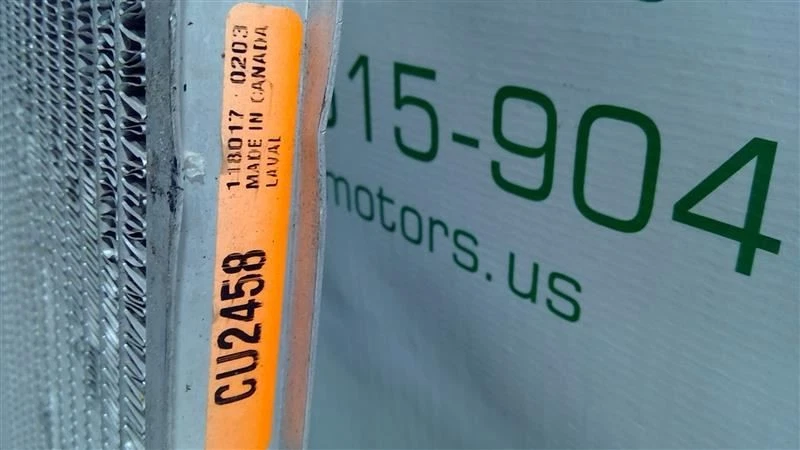 CU2458
118017 0203
MADE IN CANADA
LAVAL
15-904
motors.us